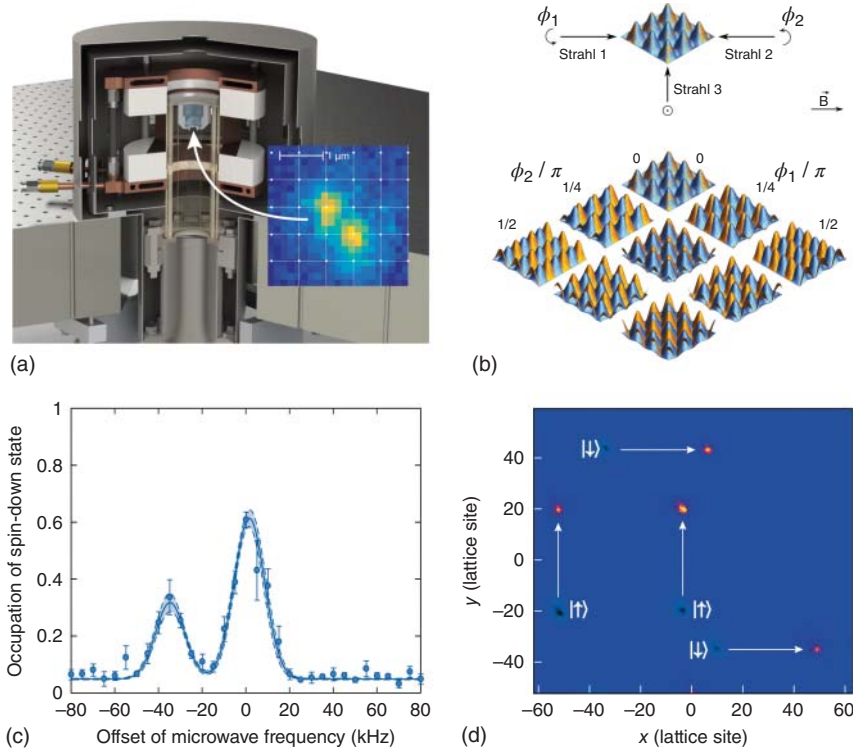 1 µm
(a)
ϕ₁
ϕ₂
Strahl 1
Strahl 2
Strahl 3
B⃗
0
0
ϕ₂ / π
ϕ₁ / π
1/4
1/4
1/2
1/2
(b)
1
0.8
0.6
0.4
0.2
0
Occupation of spin-down state
−80 −60 −40 −20 0 20 40 60 80
Offset of microwave frequency (kHz)
(c)
40
20
0
−20
−40
y (lattice site)
|↓⟩
|↑⟩
|↑⟩
|↓⟩
−60 −40 −20 0 20 40 60
x (lattice site)
(d)